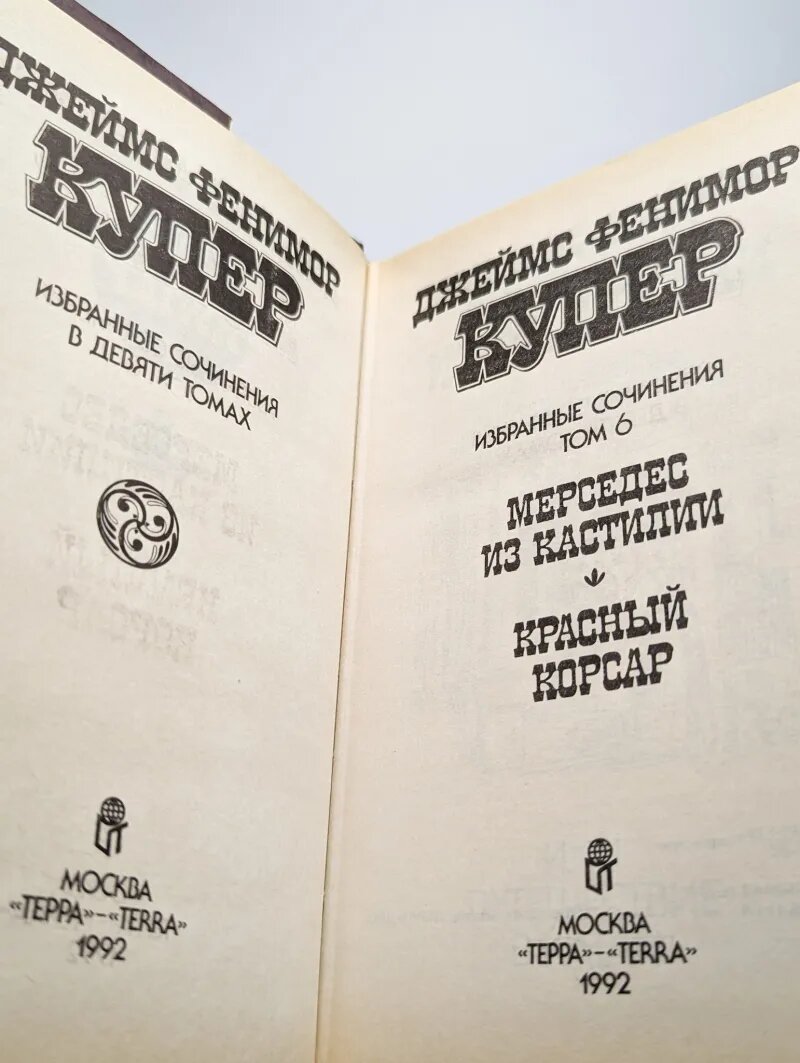 ДЖЕЙМС ФЕНИМОР
КУПЕР
ИЗБРАННЫЕ СОЧИНЕНИЯ
В ДЕВЯТИ ТОМАХ
МОСКВА
«ТЕРРА»–«TERRA»
1992
ДЖЕЙМС ФЕНИМОР
КУПЕР
ИЗБРАННЫЕ СОЧИНЕНИЯ
ТОМ 6
МЕРСЕДЕС
ИЗ КАСТИЛИИ
КРАСНЫЙ
КОРСАР
МОСКВА
«ТЕРРА»–«TERRA»
1992